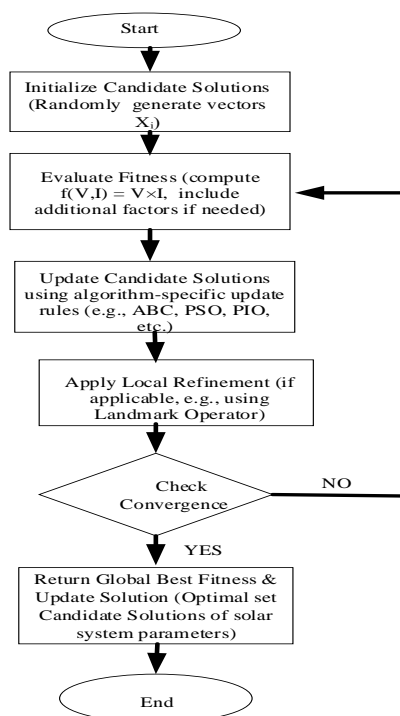 Start
Initialize Candidate Solutions
(Randomly generate vectors
Xᵢ)
Evaluate Fitness (compute
f(V,I) = V×I, include
additional factors if needed)
Update Candidate Solutions
using algorithm-specific update
rules (e.g., ABC, PSO, PIO,
etc.)
Apply Local Refinement (if
applicable, e.g., using
Landmark Operator)
Check
Convergence
NO
YES
Return Global Best Fitness &
Update Solution (Optimal set
Candidate Solutions of solar
system parameters)
End